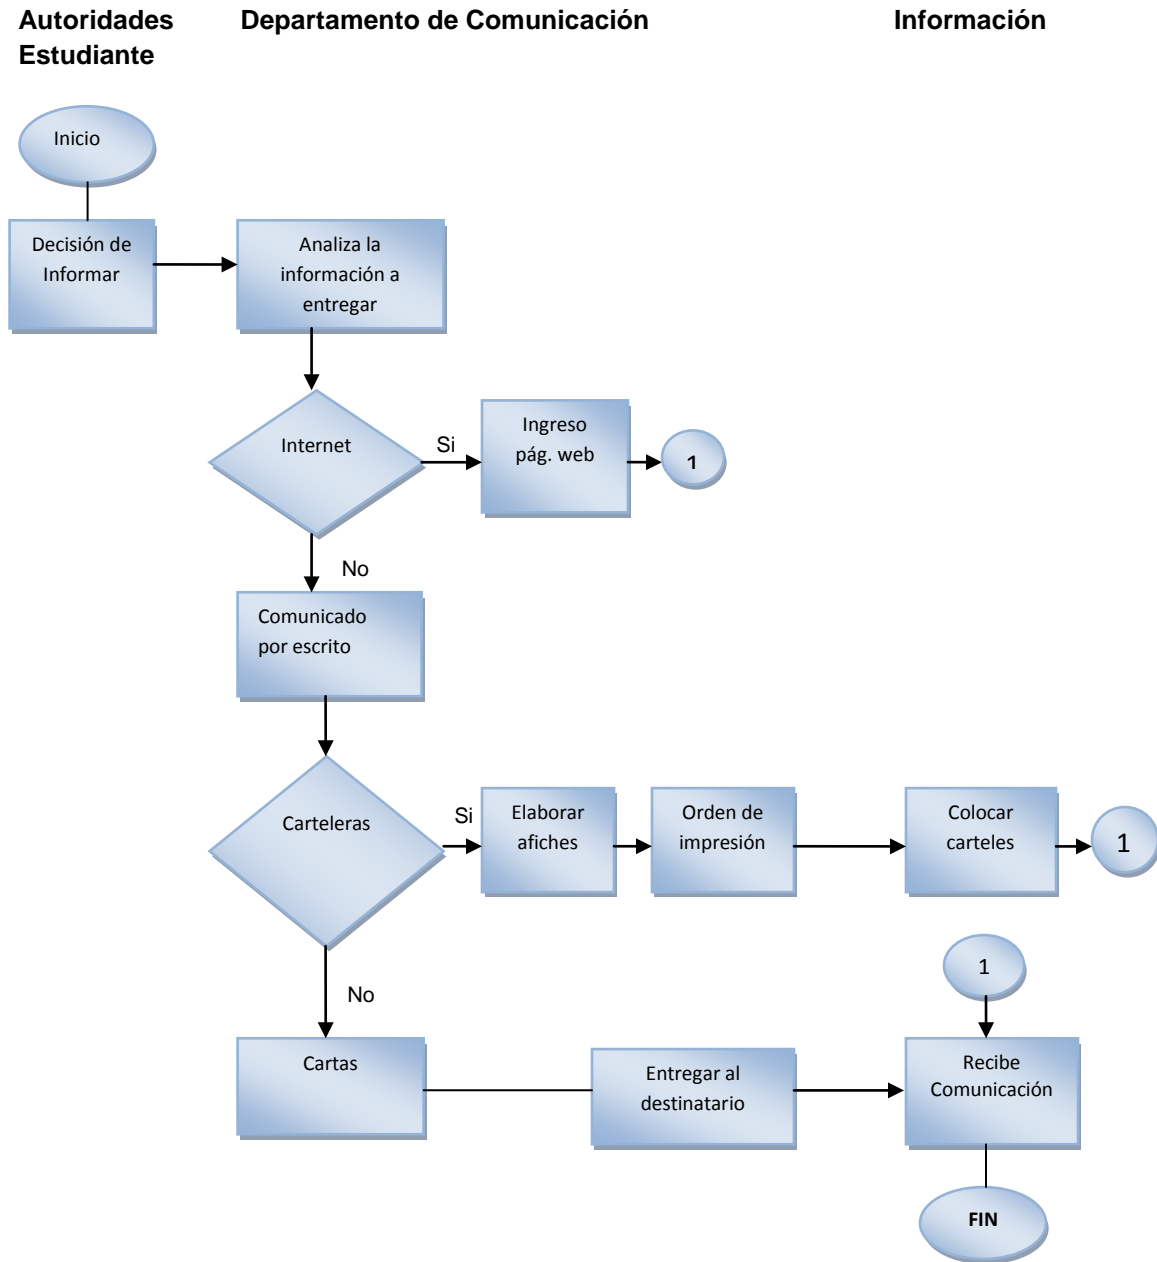 Autoridades Departamento de Comunicación Información
Estudiante
Inicio
Decisión de
Informar
Analiza la
información a
entregar
Internet
Si
Ingreso
pág. web
1
No
Comunicado
por escrito
Carteleras
Si
Elaborar
afiches
Orden de
impresión
Colocar
carteles
1
No
1
Cartas
Entregar al
destinatario
Recibe
Comunicación
FIN